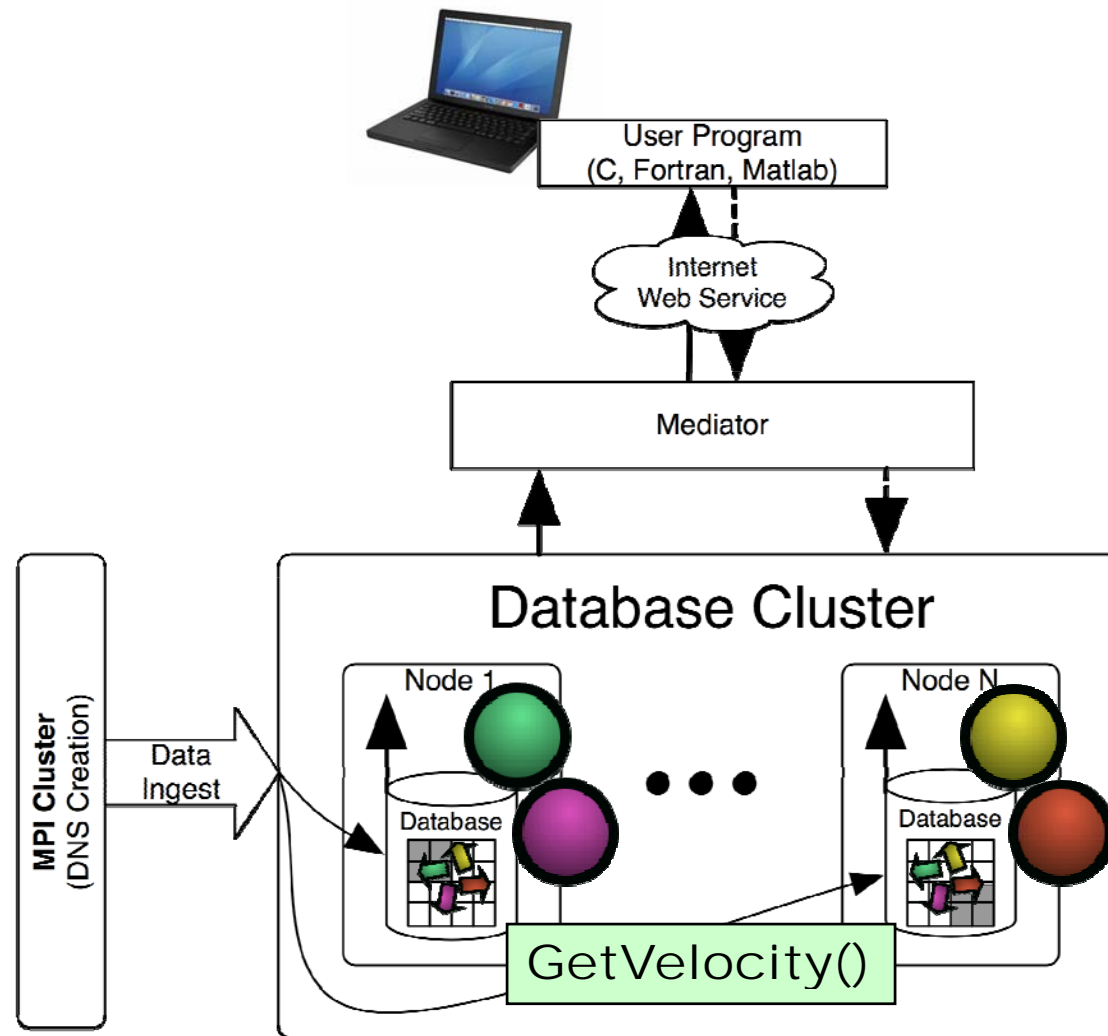 User Program
(C, Fortran, Matlab)
Internet
Web Service
Mediator
MPI Cluster
(DNS Creation)
Data
Ingest
Database Cluster
Node 1
Database
Node N
Database
GetVelocity()